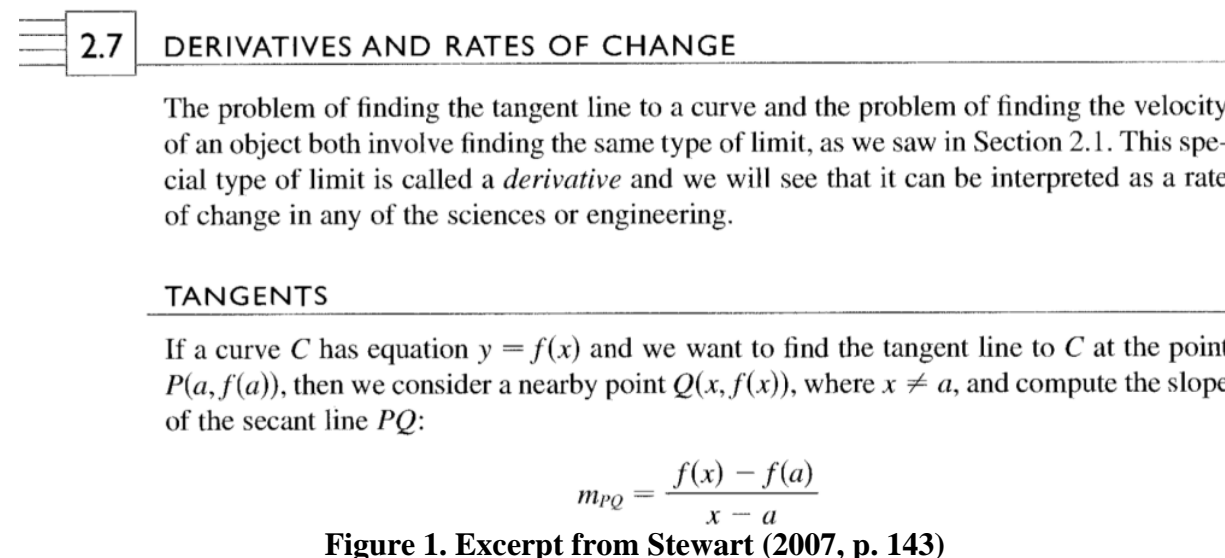 2.7 DERIVATIVES AND RATES OF CHANGE
The problem of finding the tangent line to a curve and the problem of finding the velocity
of an object both involve finding the same type of limit, as we saw in Section 2.1. This spe-
cial type of limit is called a derivative and we will see that it can be interpreted as a rate
of change in any of the sciences or engineering.
TANGENTS
If a curve C has equation y = f(x) and we want to find the tangent line to C at the point
P(a, f(a)), then we consider a nearby point Q(x, f(x)), where x ≠ a, and compute the slope
of the secant line PQ:
m_PQ = (f(x) − f(a)) / (x − a)
Figure 1. Excerpt from Stewart (2007, p. 143)